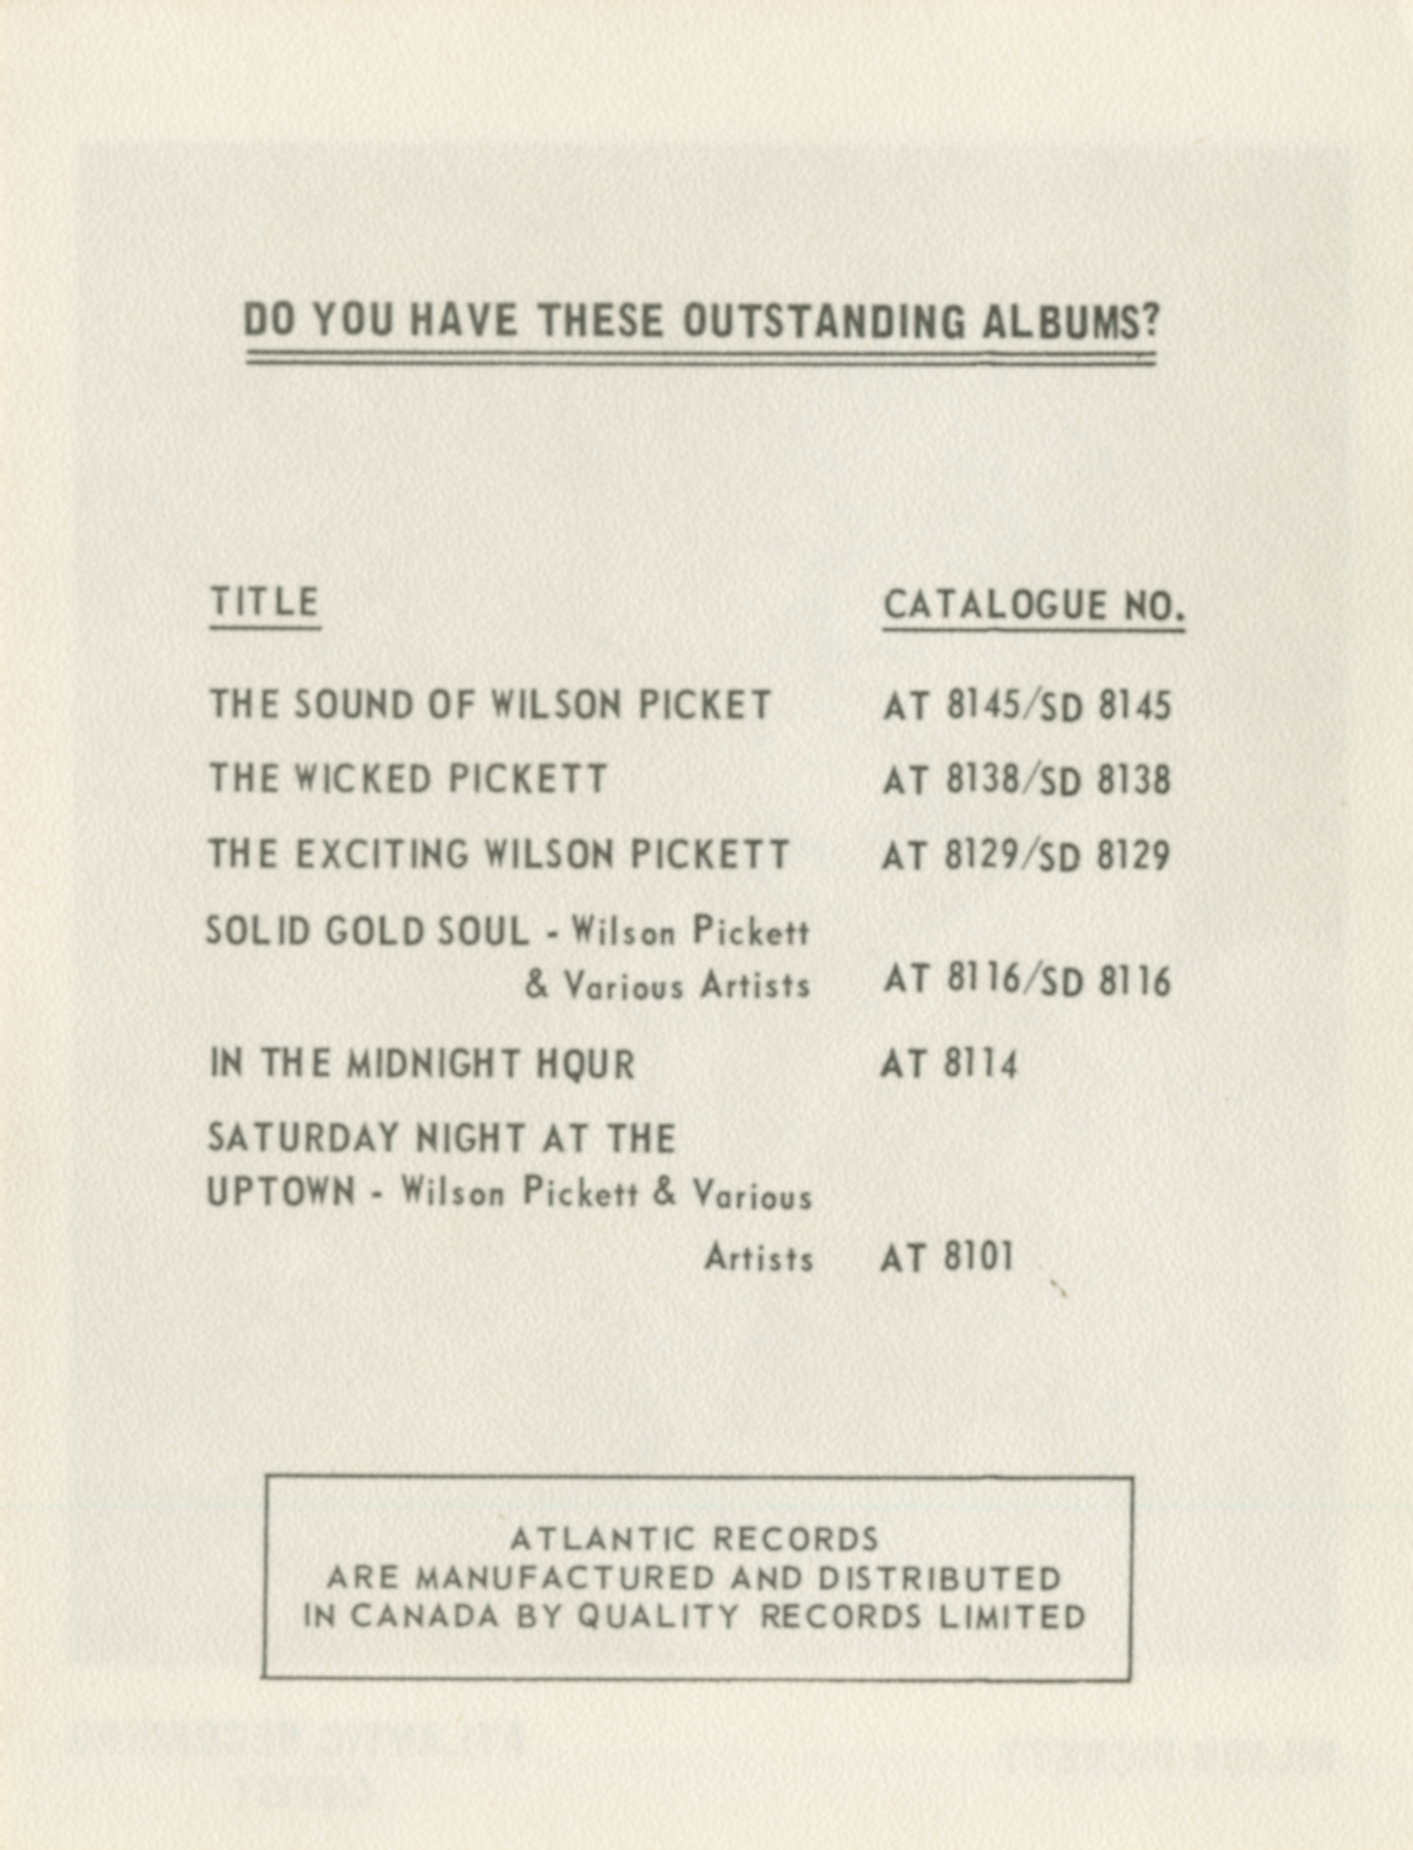 DO YOU HAVE THESE OUTSTANDING ALBUMS?
TITLE CATALOGUE NO.
THE SOUND OF WILSON PICKET AT 8145/SD 8145
THE WICKED PICKETT AT 8138/SD 8138
THE EXCITING WILSON PICKETT AT 8129/SD 8129
SOLID GOLD SOUL - Wilson Pickett
& Various Artists AT 8116/SD 8116
IN THE MIDNIGHT HOUR AT 8114
SATURDAY NIGHT AT THE
UPTOWN - Wilson Pickett & Various
Artists AT 8101
ATLANTIC RECORDS
ARE MANUFACTURED AND DISTRIBUTED
IN CANADA BY QUALITY RECORDS LIMITED